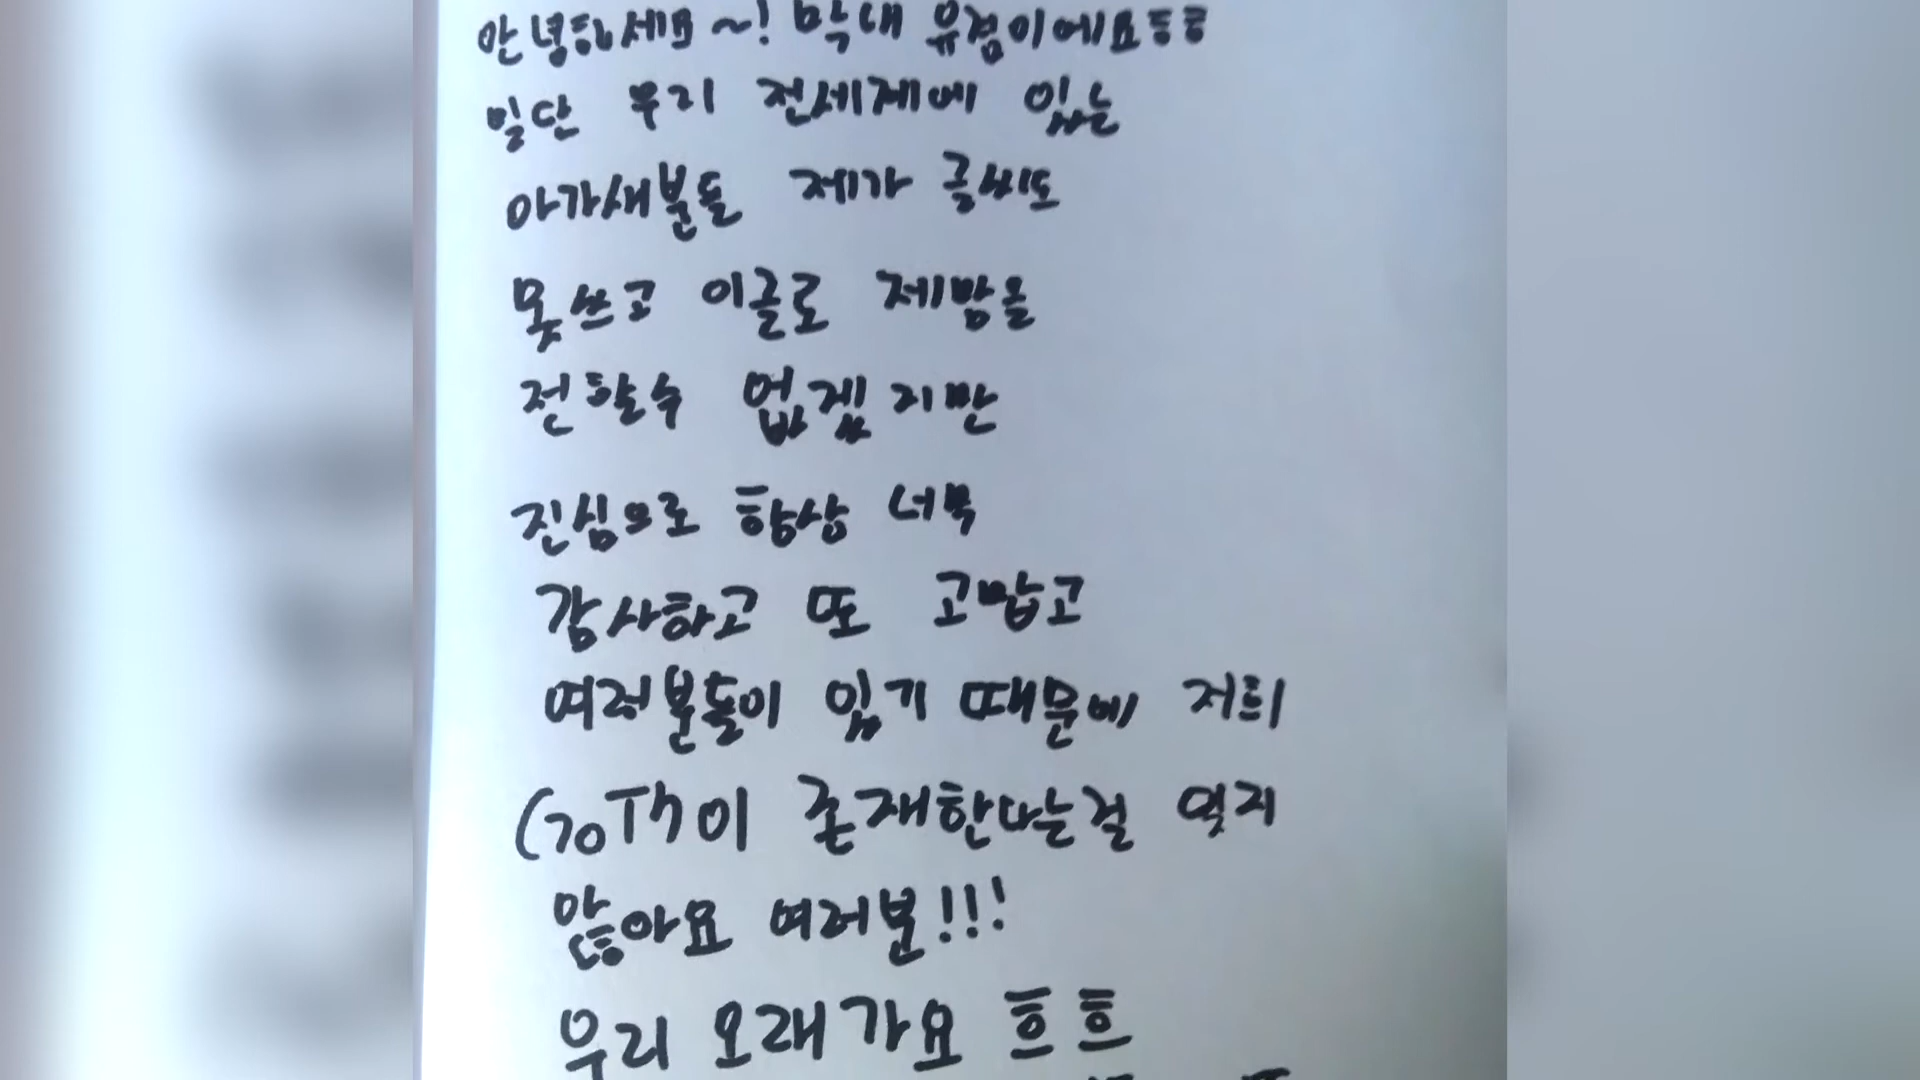 안녕하세요~! 막내 유겸이에요흐흐
일단 우리 전세계에 있는
아가새분들 제가 글씨도
못쓰고 이글로 제맘을
전할수 없겠지만
진심으로 항상 너무
감사하고 또 고맙고
여러분들이 있기 때문에 저희
GOT7이 존재한다는걸 잊지
않아요 여러분!!!
우리 오래가요 흐흐